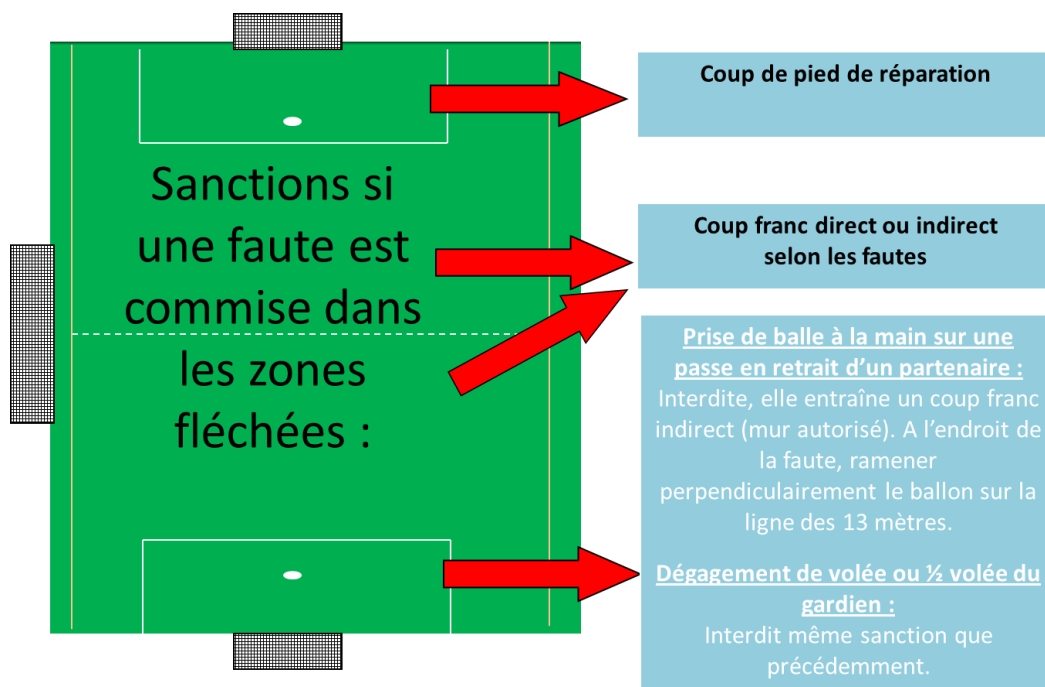 Sanctions si
une faute est
commise dans
les zones
fléchées :
Coup de pied de réparation
Coup franc direct ou indirect
selon les fautes
Prise de balle à la main sur une
passe en retrait d’un partenaire :
Interdite, elle entraîne un coup franc
indirect (mur autorisé). A l’endroit de
la faute, ramener
perpendiculairement le ballon sur la
ligne des 13 mètres.
Dégagement de volée ou ½ volée du
gardien :
Interdit même sanction que
précédemment.